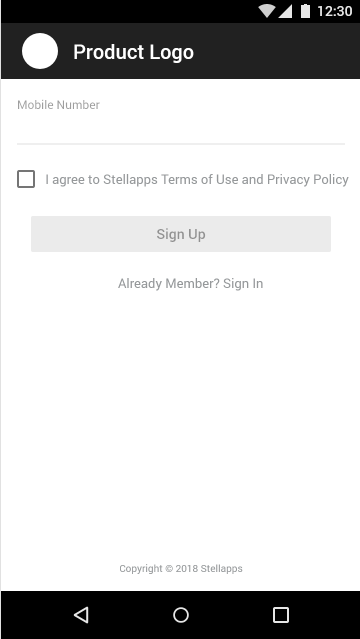 12:30
Product Logo
Mobile Number
I agree to Stellapps Terms of Use and Privacy Policy
Sign Up
Already Member? Sign In
Copyright © 2018 Stellapps